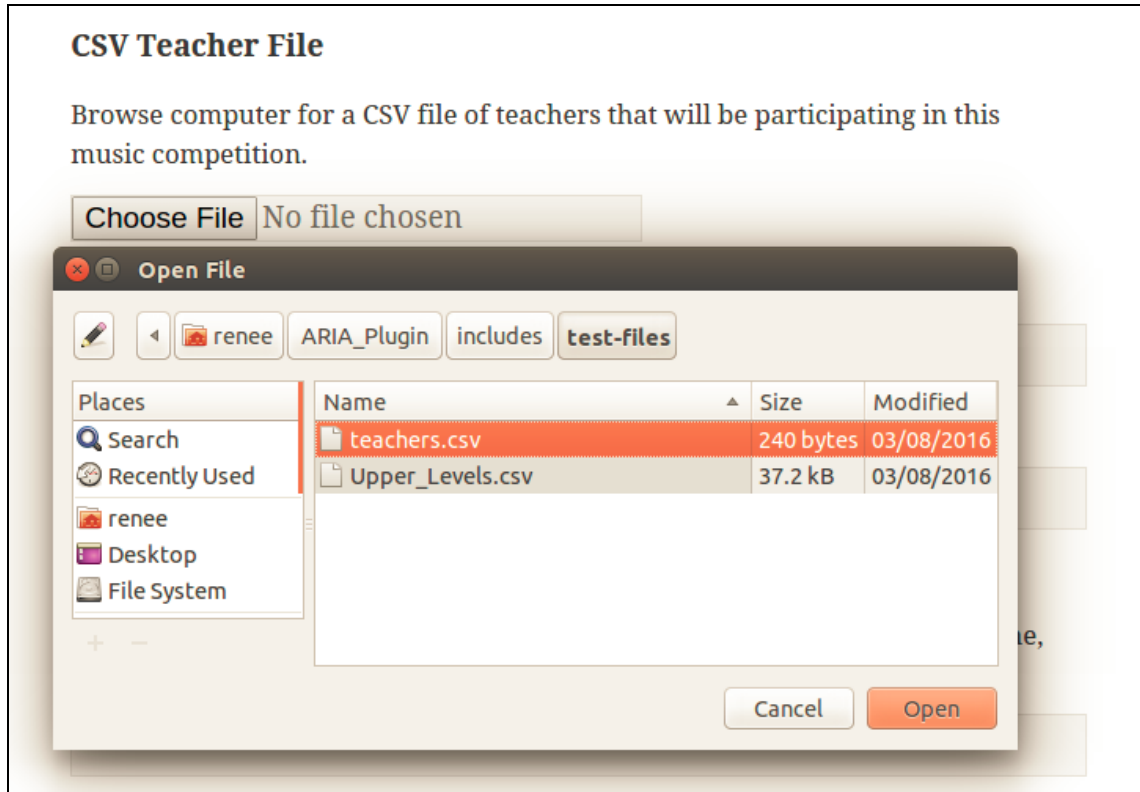 CSV Teacher File
Browse computer for a CSV file of teachers that will be participating in this
music competition.
Choose File No file chosen
Open File
renee ARIA_Plugin includes test-files
Places Name Size Modified
Search teachers.csv 240 bytes 03/08/2016
Recently Used Upper_Levels.csv 37.2 kB 03/08/2016
renee
Desktop
File System
Cancel Open